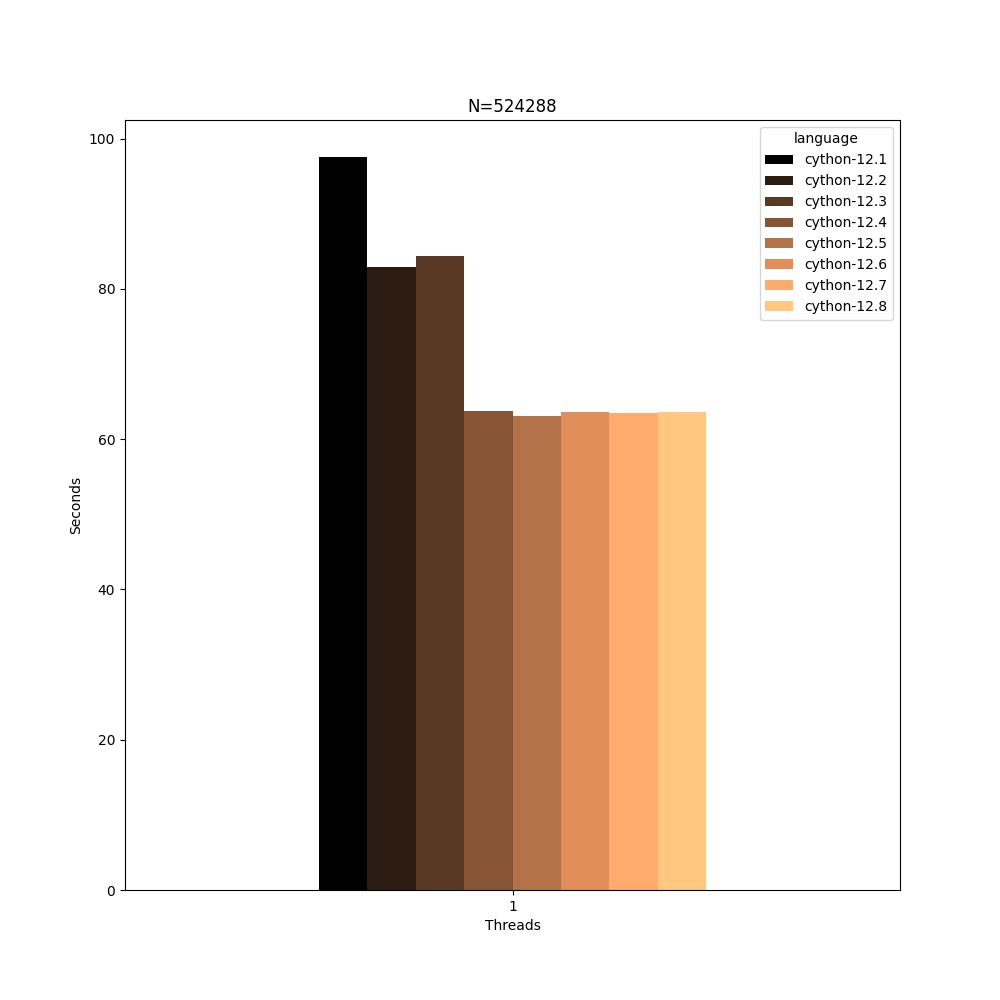 N=524288
language
cython-12.1
cython-12.2
cython-12.3
cython-12.4
cython-12.5
cython-12.6
cython-12.7
cython-12.8
100
80
60
40
20
0
Seconds
1
Threads